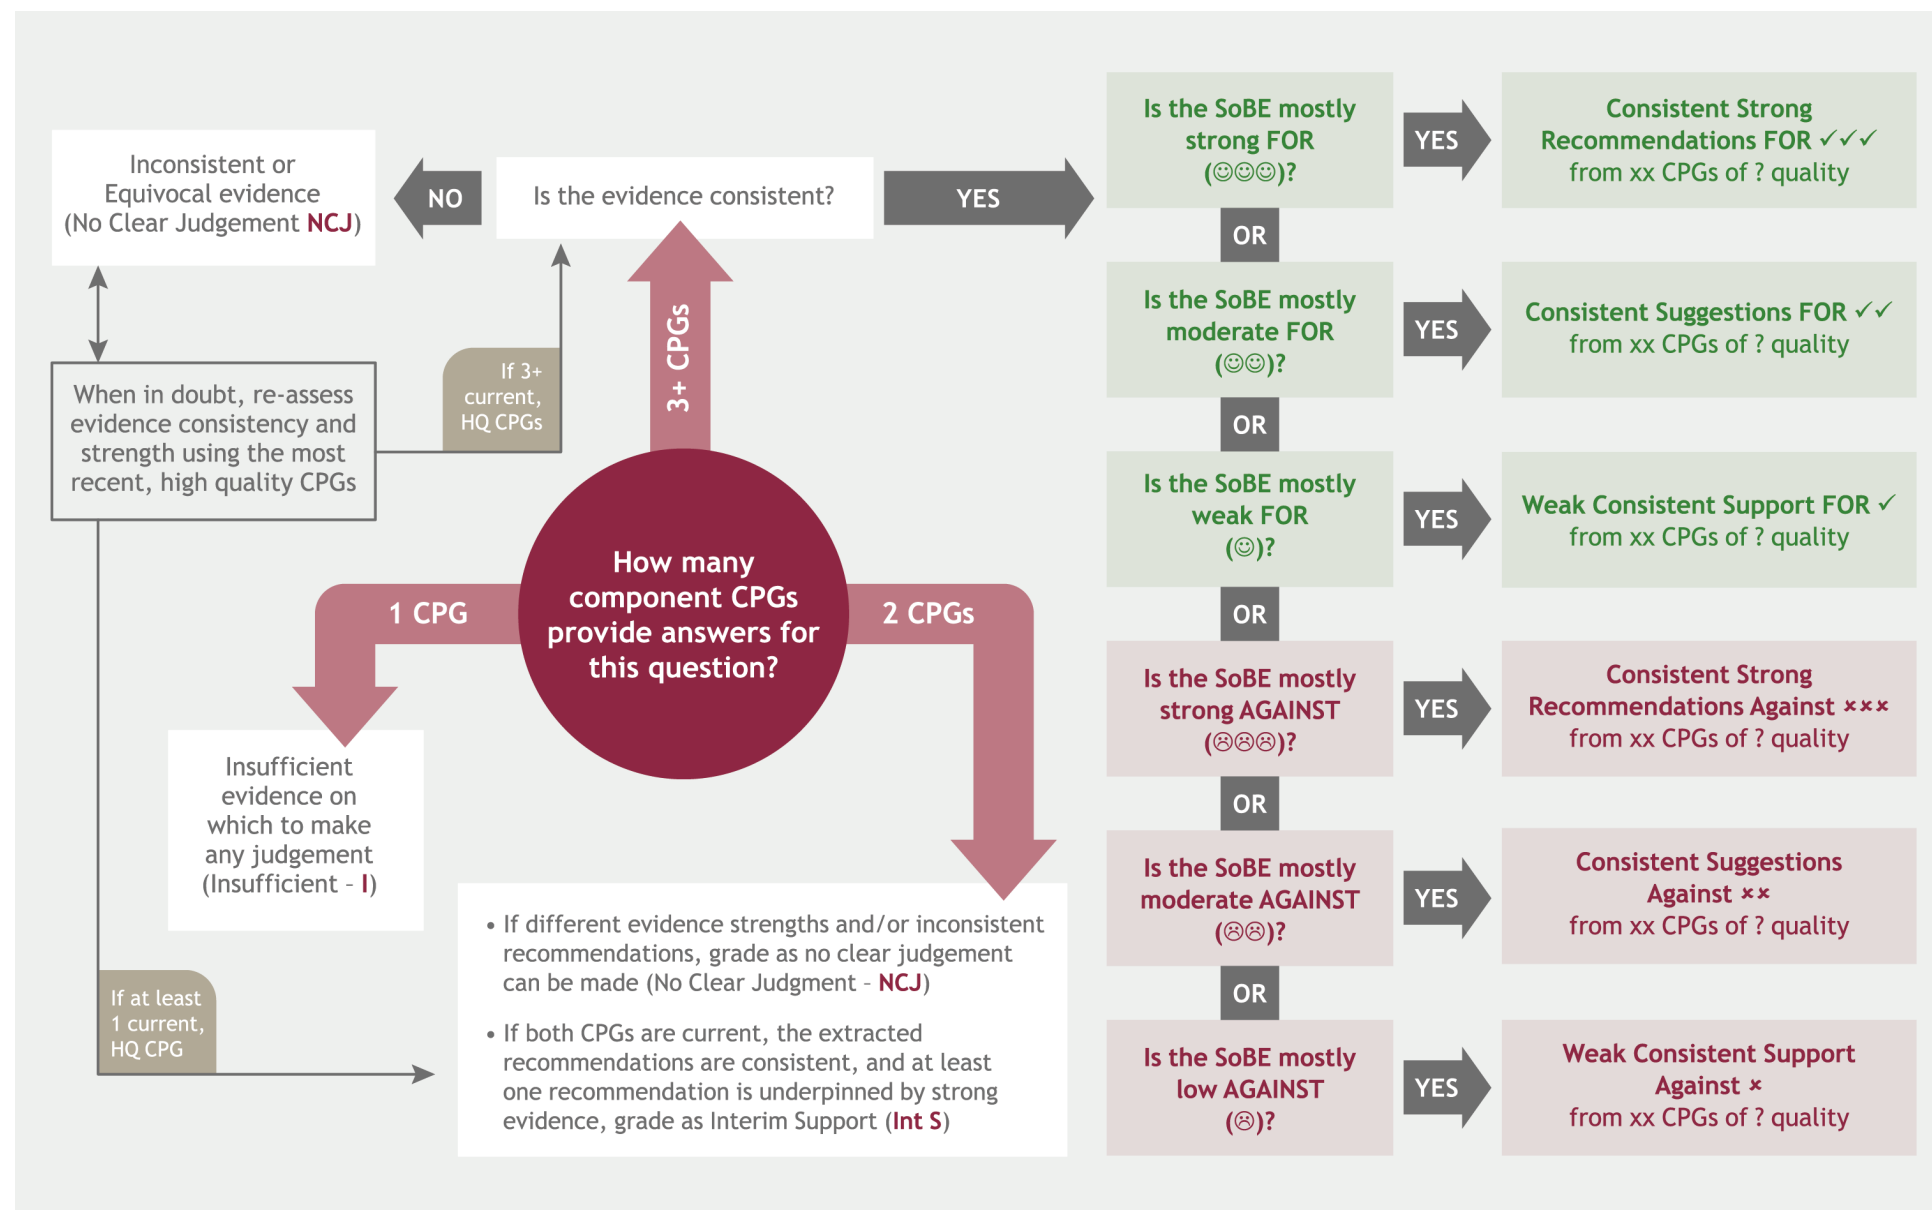 Inconsistent or
Equivocal evidence
(No Clear Judgement NCJ)
NO
Is the evidence consistent?
YES
When in doubt, re-assess
evidence consistency and
strength using the most
recent, high quality CPGs
If 3+
current,
HQ CPGs
3+ CPGs
How many
component CPGs
provide answers for
this question?
1 CPG
2 CPGs
Insufficient
evidence on
which to make
any judgement
(Insufficient – I)
If at least
1 current,
HQ CPG
• If different evidence strengths and/or inconsistent
recommendations, grade as no clear judgement
can be made (No Clear Judgment – NCJ)
• If both CPGs are current, the extracted
recommendations are consistent, and at least
one recommendation is underpinned by strong
evidence, grade as Interim Support (Int S)
Is the SoBE mostly
strong FOR
(☺☺☺)?
YES
Consistent Strong
Recommendations FOR ✓✓✓
from xx CPGs of ? quality
OR
Is the SoBE mostly
moderate FOR
(☺☺)?
YES
Consistent Suggestions FOR ✓✓
from xx CPGs of ? quality
OR
Is the SoBE mostly
weak FOR
(☺)?
YES
Weak Consistent Support FOR ✓
from xx CPGs of ? quality
OR
Is the SoBE mostly
strong AGAINST
(☹☹☹)?
YES
Consistent Strong
Recommendations Against ×××
from xx CPGs of ? quality
OR
Is the SoBE mostly
moderate AGAINST
(☹☹)?
YES
Consistent Suggestions
Against ××
from xx CPGs of ? quality
OR
Is the SoBE mostly
low AGAINST
(☹)?
YES
Weak Consistent Support
Against ×
from xx CPGs of ? quality